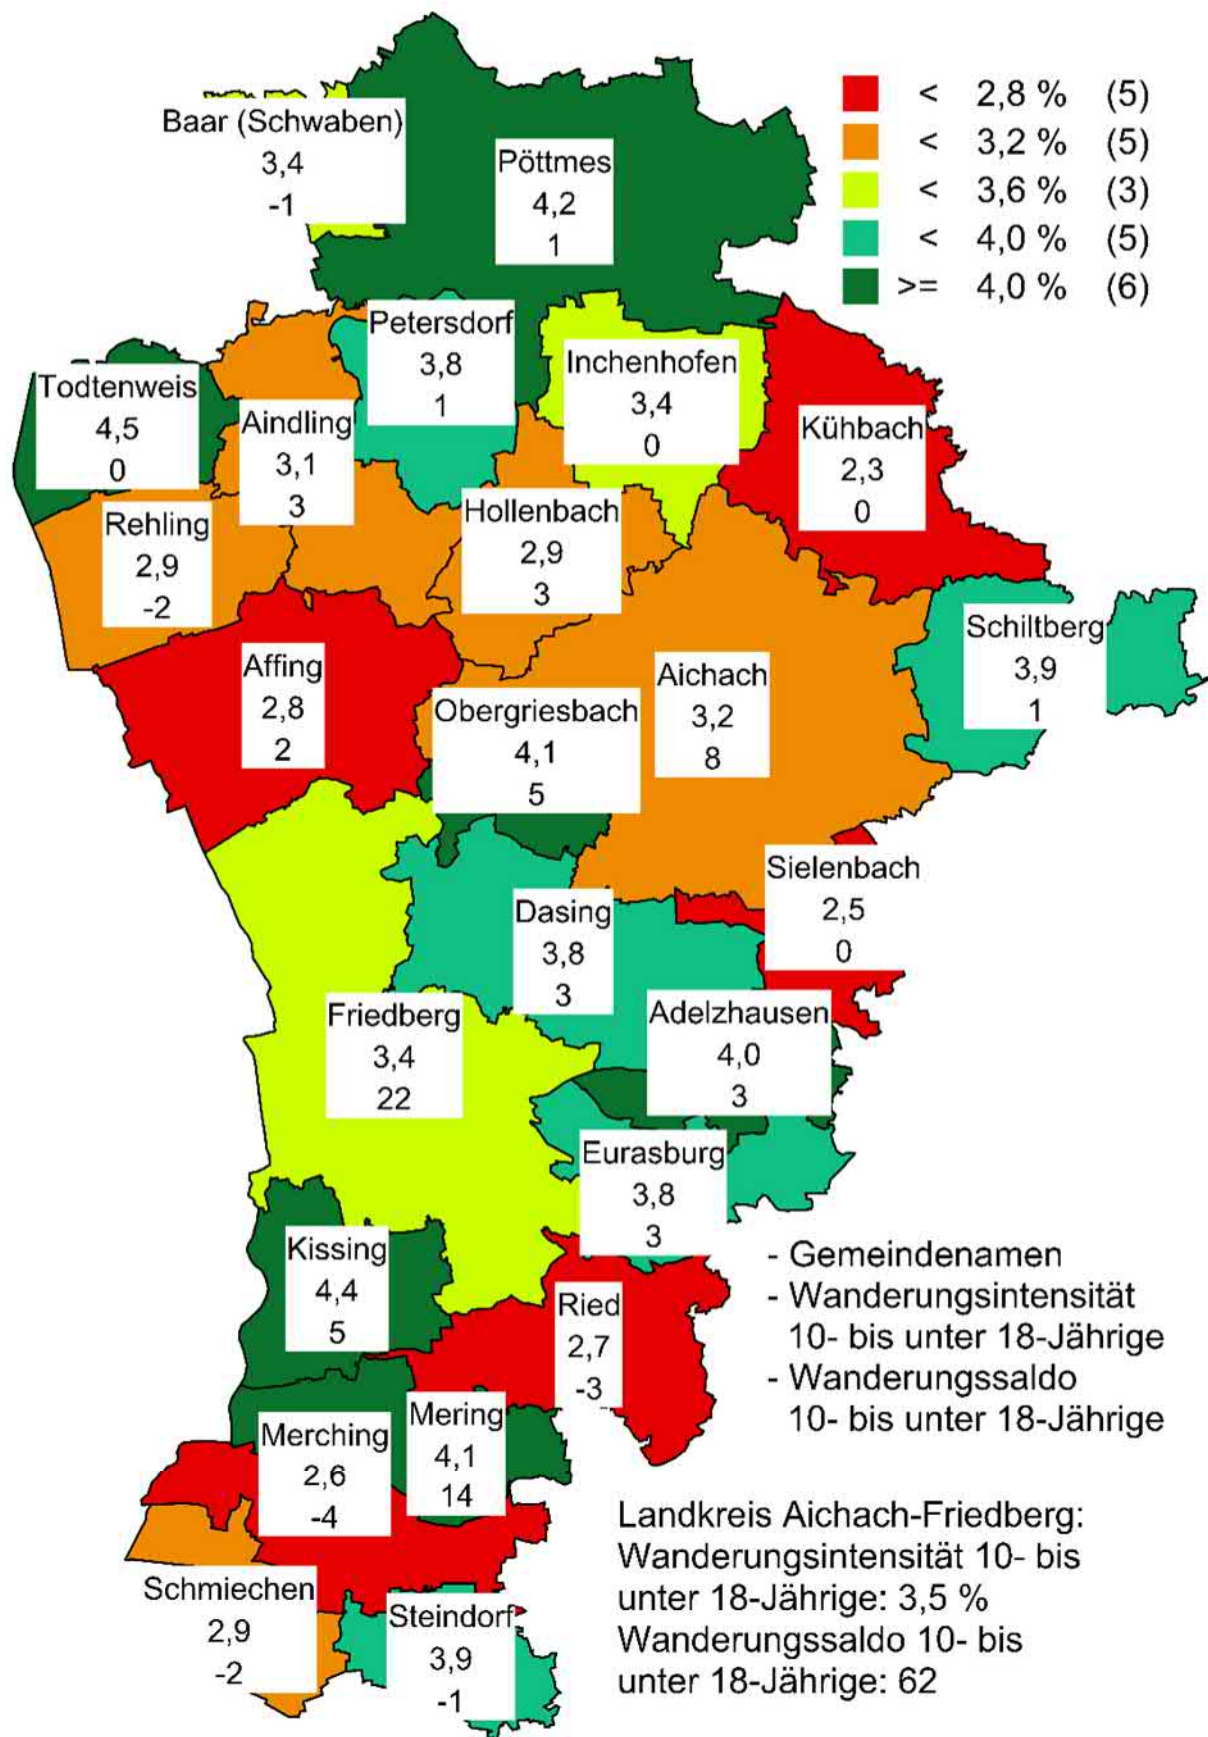 Baar (Schwaben)
3,4
-1
Pöttmes
4,2
1
< 2,8 % (5)
< 3,2 % (5)
< 3,6 % (3)
< 4,0 % (5)
>= 4,0 % (6)
Petersdorf
3,8
1
Inchenhofen
3,4
0
Todtenweis
4,5
0
Aindling
3,1
3
Kühbach
2,3
0
Rehling
2,9
-2
Hollenbach
2,9
3
Schiltberg
3,9
1
Affing
2,8
2
Aichach
3,2
8
Obergriesbach
4,1
5
Sielenbach
2,5
0
Dasing
3,8
3
Friedberg
3,4
22
Adelzhausen
4,0
3
Eurasburg
3,8
3
Kissing
4,4
5
Ried
2,7
-3
- Gemeindenamen
- Wanderungsintensität
10- bis unter 18-Jährige
- Wanderungssaldo
10- bis unter 18-Jährige
Merching
2,6
-4
Mering
4,1
14
Schmiechen
2,9
-2
Steindorf
3,9
-1
Landkreis Aichach-Friedberg:
Wanderungsintensität 10- bis
unter 18-Jährige: 3,5 %
Wanderungssaldo 10- bis
unter 18-Jährige: 62